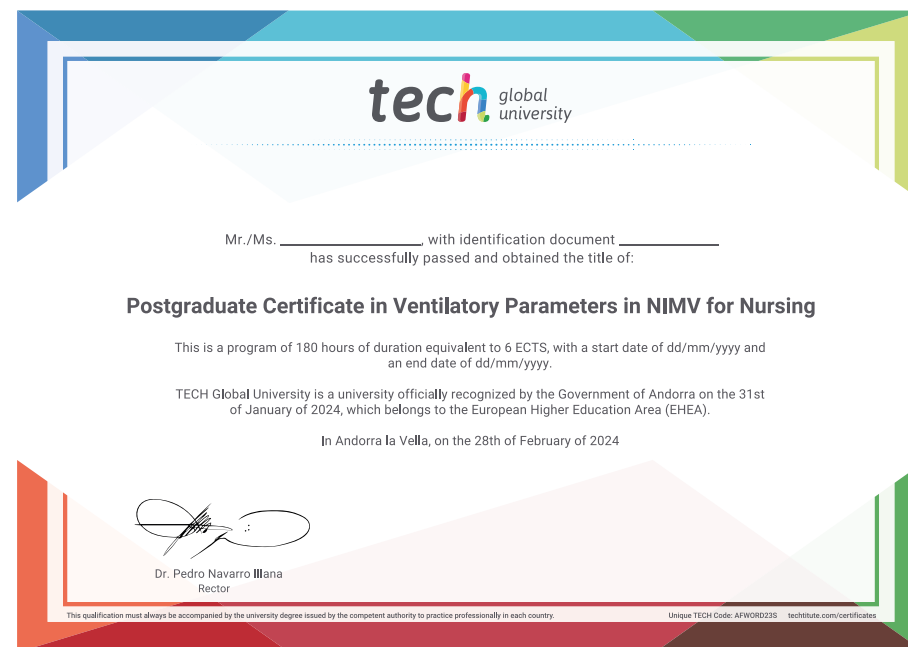 tech global university
Mr./Ms. ____________, with identification document ____________
has successfully passed and obtained the title of:
Postgraduate Certificate in Ventilatory Parameters in NIMV for Nursing
This is a program of 180 hours of duration equivalent to 6 ECTS, with a start date of dd/mm/yyyy and
an end date of dd/mm/yyyy.
TECH Global University is a university officially recognized by the Government of Andorra on the 31st
of January of 2024, which belongs to the European Higher Education Area (EHEA).
In Andorra la Vella, on the 28th of February of 2024
Dr. Pedro Navarro Illana
Rector
This qualification must always be accompanied by the university degree issued by the competent authority to practice professionally in each country.
Unique TECH Code: AFWORD23S techtitute.com/certificates